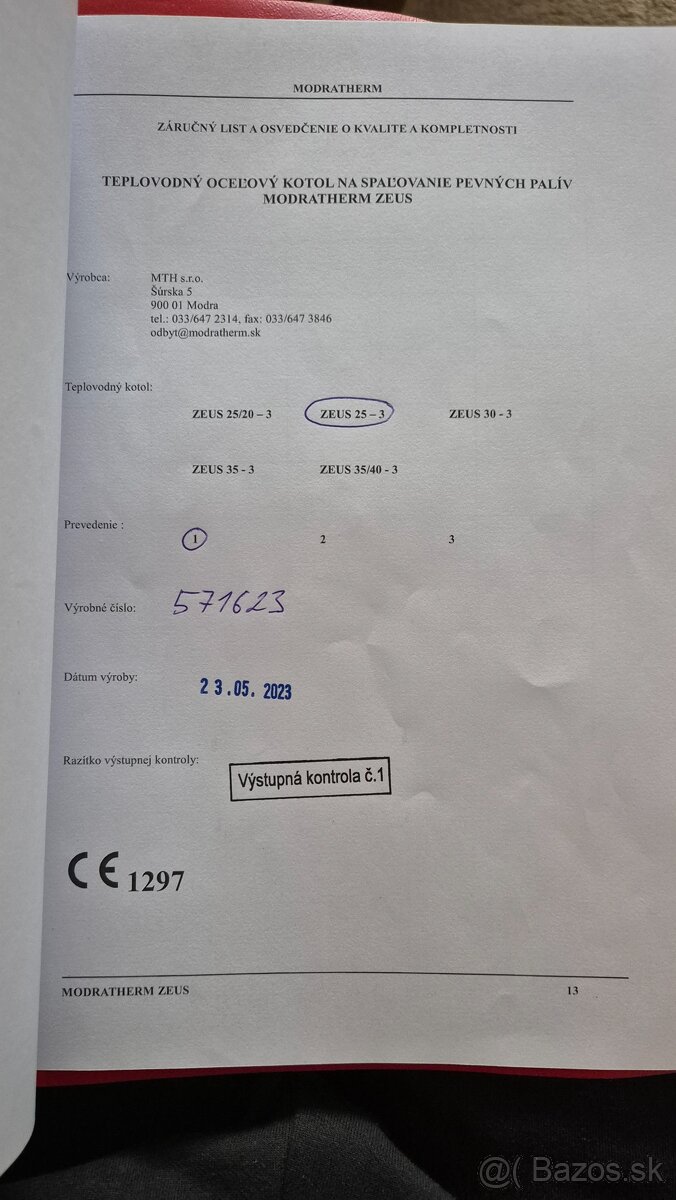 MODRATHERM
ZÁRUČNÝ LIST A OSVEDČENIE O KVALITE A KOMPLETNOSTI
TEPLOVODNÝ OCEĽOVÝ KOTOL NA SPAĽOVANIE PEVNÝCH PALÍV
MODRATHERM ZEUS
Výrobca: MTH s.r.o.
Šúrska 5
900 01 Modra
tel.: 033/647 2314, fax: 033/647 3846
odbyt@modratherm.sk
Teplovodný kotol:
ZEUS 25/20 – 3 ZEUS 25 – 3 ZEUS 30 - 3
ZEUS 35 - 3 ZEUS 35/40 - 3
Prevedenie :
1 2 3
Výrobné číslo: 571623
Dátum výroby: 23.05. 2023
Razítko výstupnej kontroly: Výstupná kontrola č.1
CE 1297
MODRATHERM ZEUS 13
@( Bazos.sk